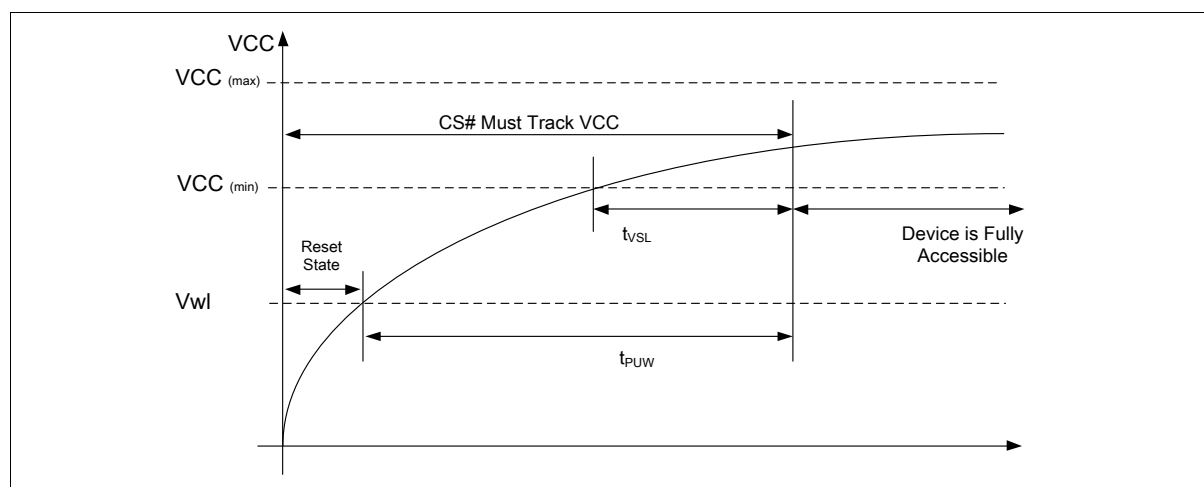 VCC
VCC (max)
CS# Must Track VCC
VCC (min)
tVSL
Device is Fully
Accessible
Reset
State
Vwl
tPUW